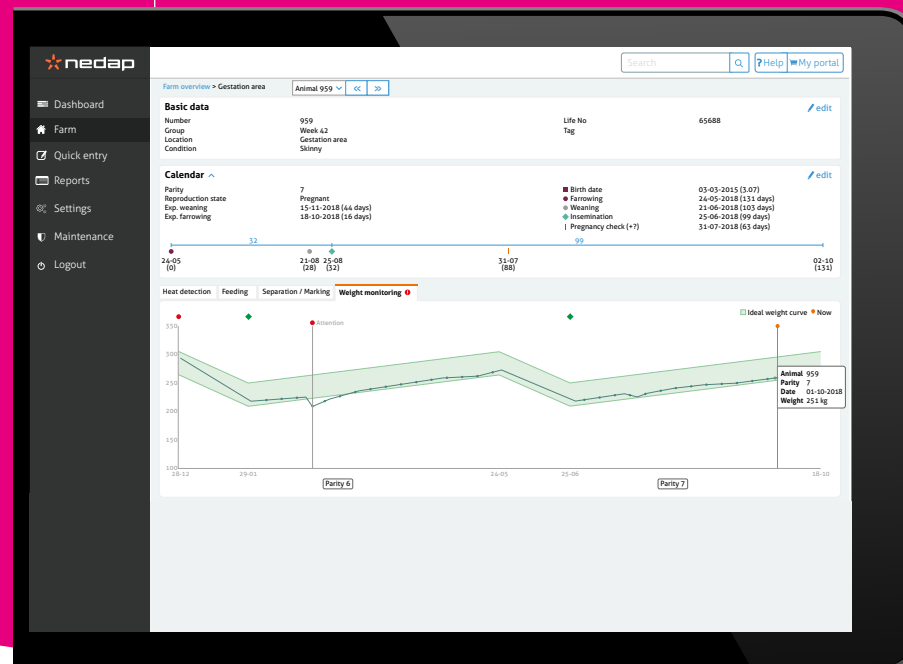 nedap
Search
?Help
My portal
Dashboard
Farm
Quick entry
Reports
Settings
Maintenance
Logout
Farm overview > Gestation area
Animal 959
Basic data
edit
Number 959 Life No 65688
Group Week 42 Tag
Location Gestation area
Condition Skinny
Calendar
edit
Parity 7 Birth date 03-03-2015 (3.07)
Reproduction state Pregnant Farrowing 24-05-2018 (131 days)
Exp. weaning 15-11-2018 (44 days) Weaning 21-06-2018 (103 days)
Exp. farrowing 18-10-2018 (16 days) Insemination 25-06-2018 (99 days)
| Pregnancy check (+?) 31-07-2018 (63 days)
32 99
24-05 21-08 25-08 31-07 02-10
(0) (28) (32) (88) (131)
Heat detection Feeding Separation / Marking Weight monitoring
Ideal weight curve Now
Attention
350
300
250
200
150
100
Animal 959
Parity 7
Date 01-10-2018
Weight 251 kg
28-12 29-01 24-05 25-06 18-10
Parity 6 Parity 7